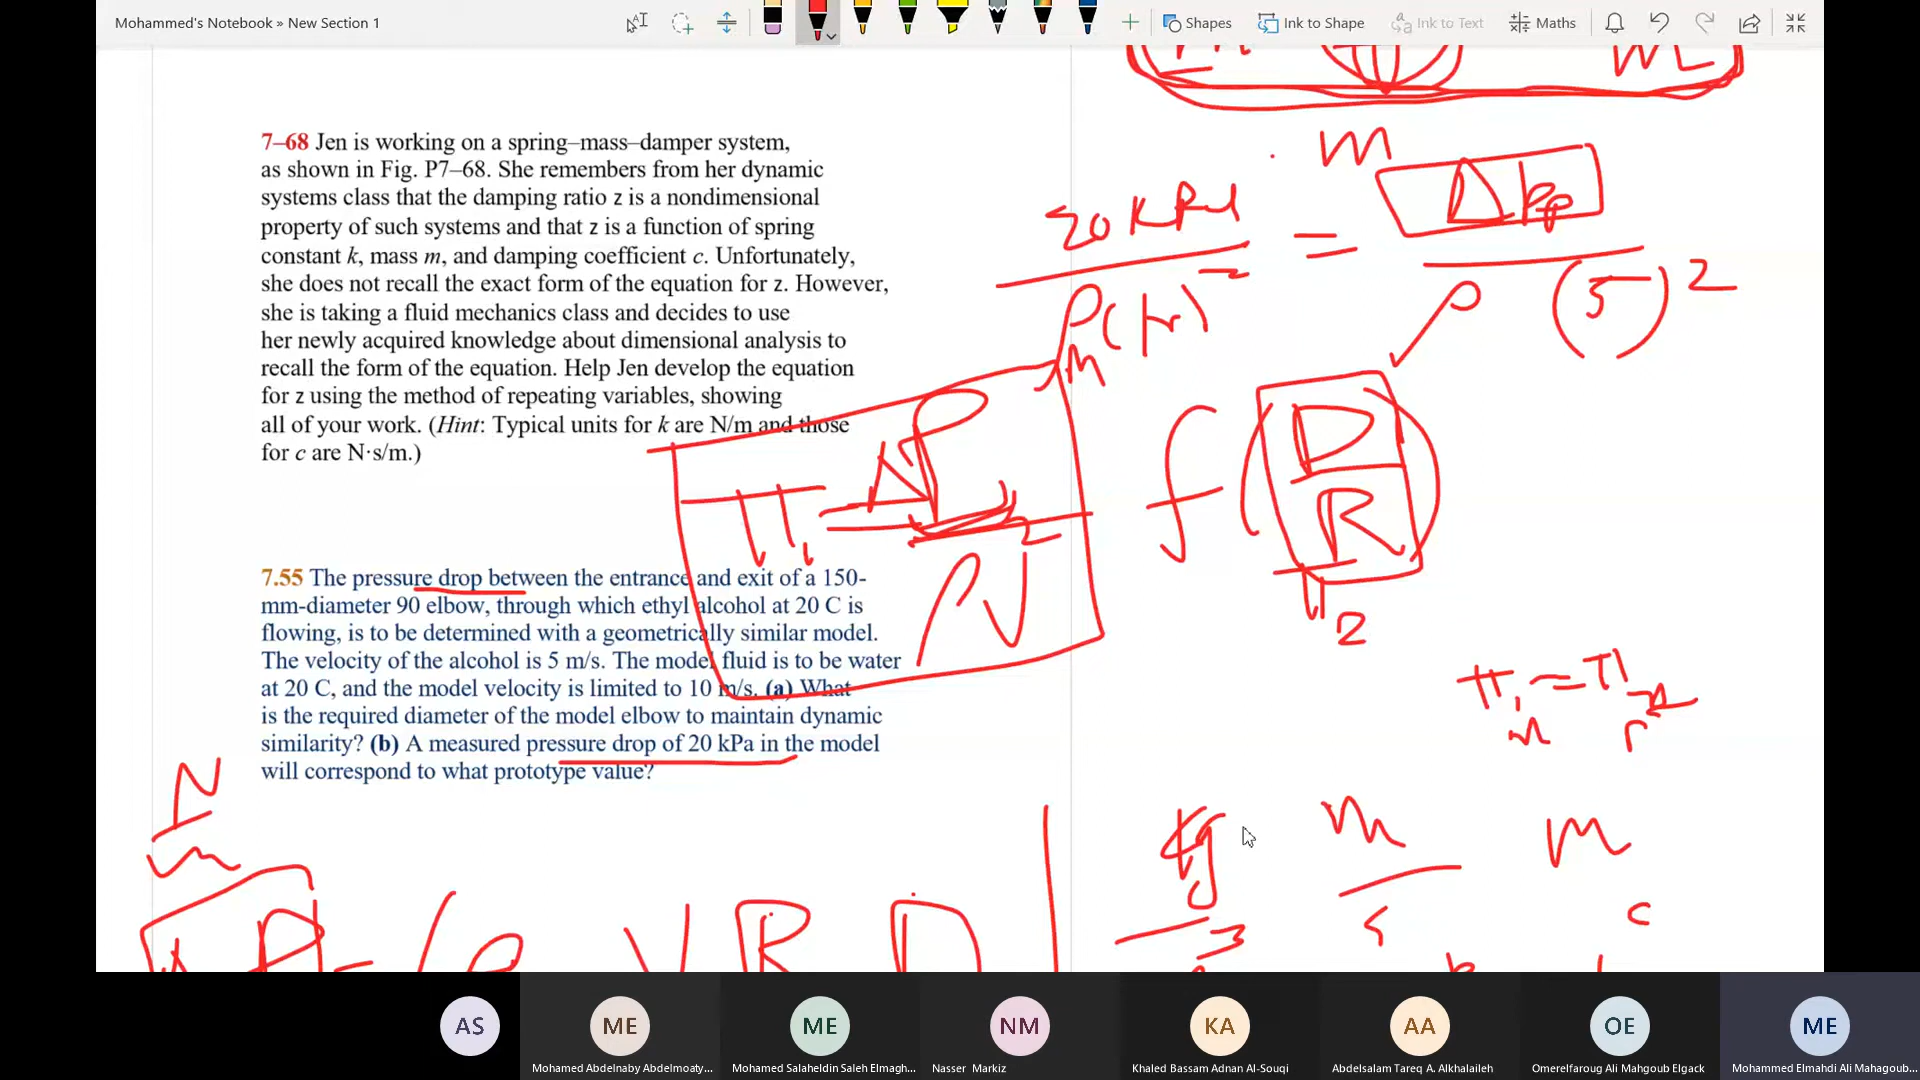 Mohammed's Notebook » New Section 1
Shapes
Ink to Shape
Ink to Text
Maths
7–68 Jen is working on a spring–mass–damper system,
as shown in Fig. P7–68. She remembers from her dynamic
systems class that the damping ratio z is a nondimensional
property of such systems and that z is a function of spring
constant k, mass m, and damping coefficient c. Unfortunately,
she does not recall the exact form of the equation for z. However,
she is taking a fluid mechanics class and decides to use
her newly acquired knowledge about dimensional analysis to
recall the form of the equation. Help Jen develop the equation
for z using the method of repeating variables, showing
all of your work. (Hint: Typical units for k are N/m and those
for c are N·s/m.)
7.55 The pressure drop between the entrance and exit of a 150-
mm-diameter 90 elbow, through which ethyl alcohol at 20 C is
flowing, is to be determined with a geometrically similar model.
The velocity of the alcohol is 5 m/s. The model fluid is to be water
at 20 C, and the model velocity is limited to 10 m/s. (a) What
is the required diameter of the model elbow to maintain dynamic
similarity? (b) A measured pressure drop of 20 kPa in the model
will correspond to what prototype value?
m
20 KPa
=
ΔPp
ρ (5)2
f ( D
R )
π2
N
m
m
s
m
V R D
AS
ME
ME
NM
KA
AA
OE
ME
Mohamed Abdelnaby Abdelmoaty...
Mohamed Salaheldin Saleh Elmagh...
Nasser Markiz
Khaled Bassam Adnan Al-Souqi
Abdelsalam Tareq A. Alkhalaileh
Omerelfaroug Ali Mahgoub Elgack
Mohammed Elmahdi Ali Mahagoub...